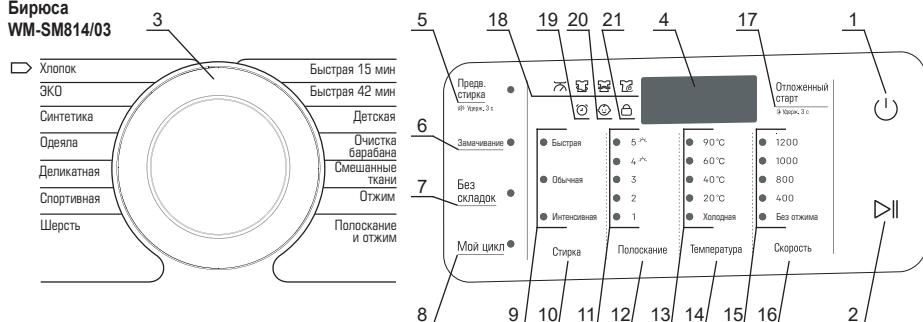 Бирюса
WM-SM814/03
3
Хлопок
ЭКО
Синтетика
Одеяла
Деликатная
Спортивная
Шерсть
Быстрая 15 мин
Быстрая 42 мин
Детская
Очистка
барабана
Смешанные
ткани
Отжим
Полоскание
и отжим
5
18
19
20
21
4
17
1
Предв.
стирка
Удерж. 3 с
6
Замачивание
7
Без
складок
Мой цикл
Быстрая
Обычная
Интенсивная
Стирка
5
4
3
2
1
Полоскание
90°C
60°C
40°C
20°C
Холодная
Температура
1200
1000
800
400
Без отжима
Скорость
Отложенный
старт
Удерж. 3 с
8
9
10
11
12
13
14
15
16
2